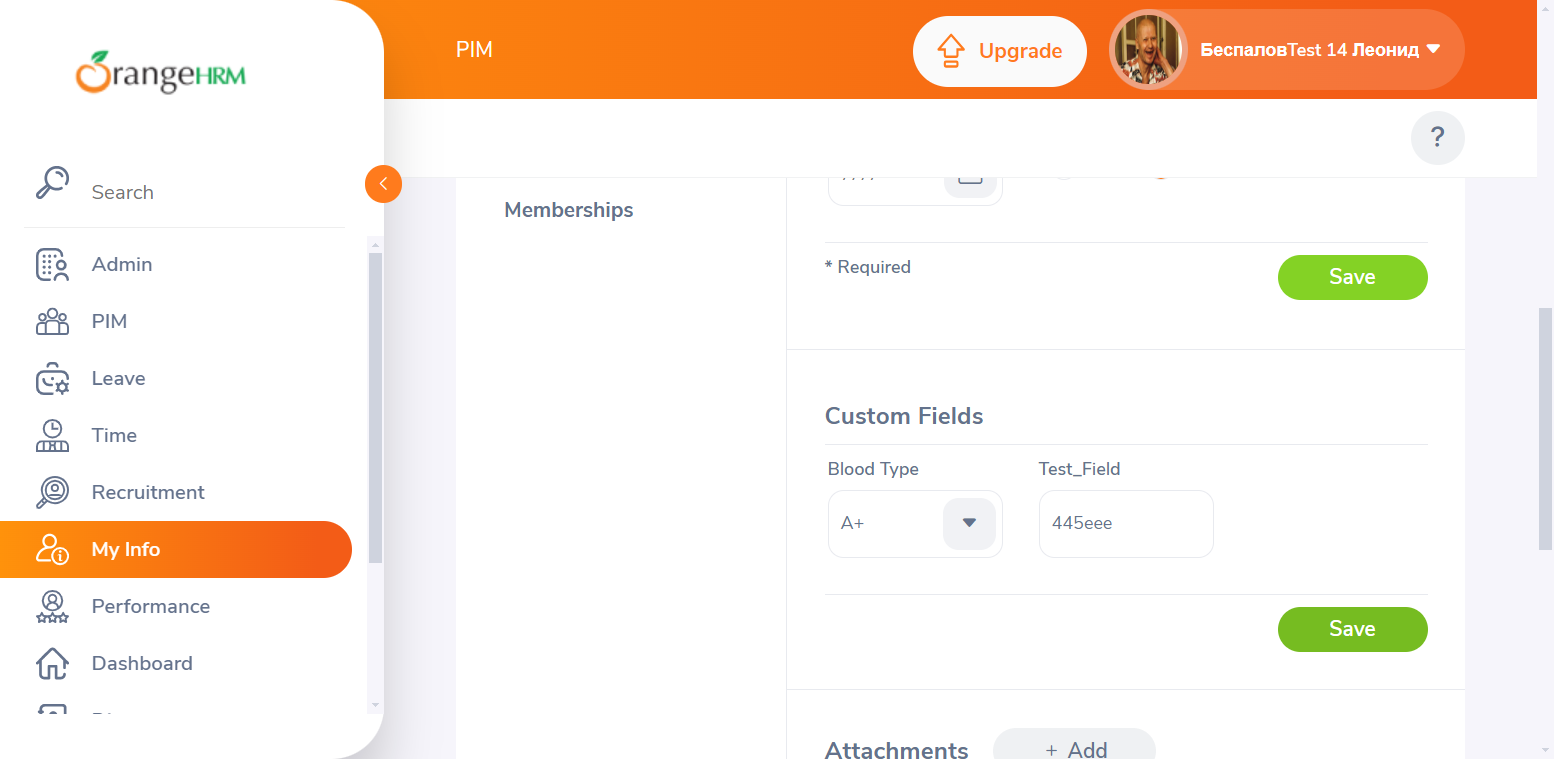 OrangeHRM
PIM
Upgrade
БеспаловTest 14 Леонид
?
Search
Admin
PIM
Leave
Time
Recruitment
My Info
Performance
Dashboard
Memberships
* Required
Save
Custom Fields
Blood Type
Test_Field
A+
445eee
Save
Attachments
+ Add